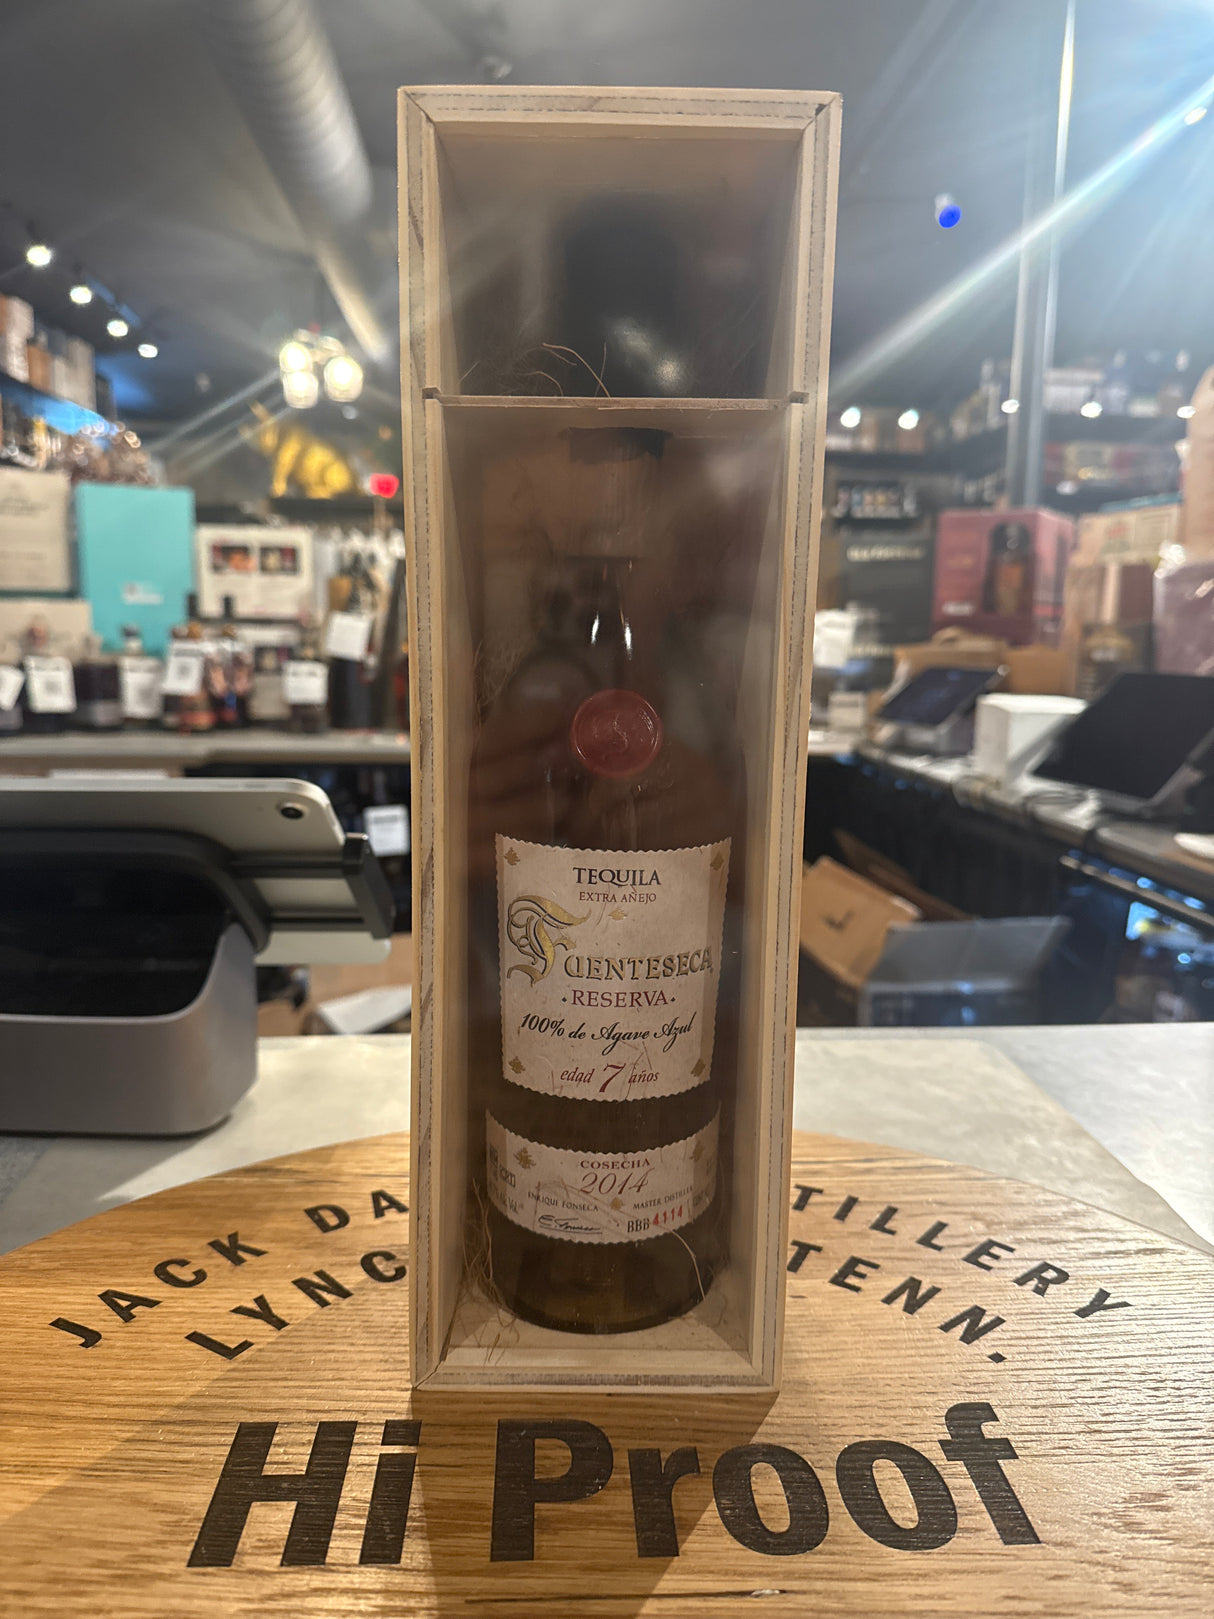 TEQUILA
EXTRA AÑEJO
FUENTESECA
·RESERVA·
100% de Agave Azul
edad 7 años
COSECHA
2014
ENRIQUE FONSECA MASTER DISTILLER
BBB 4114
JACK DA TILLERY
LYNC TENN.
Hi Proof